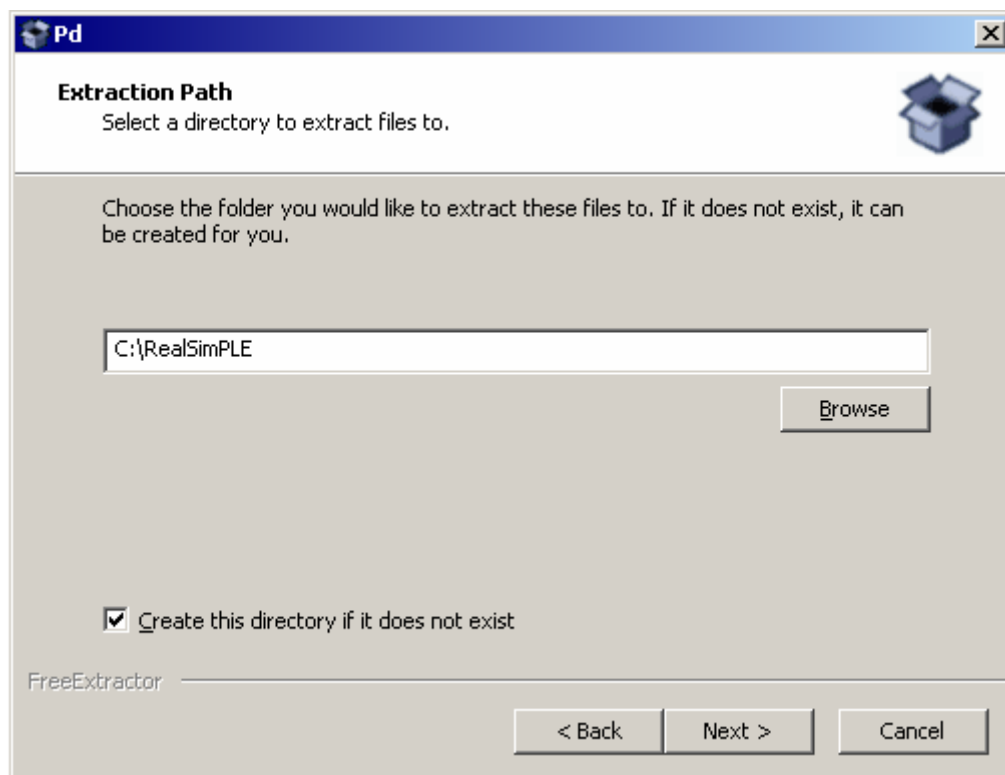 Pd
Extraction Path
Select a directory to extract files to.
Choose the folder you would like to extract these files to. If it does not exist, it can
be created for you.
C:\RealSimPLE
Browse
Create this directory if it does not exist
FreeExtractor
< Back Next > Cancel